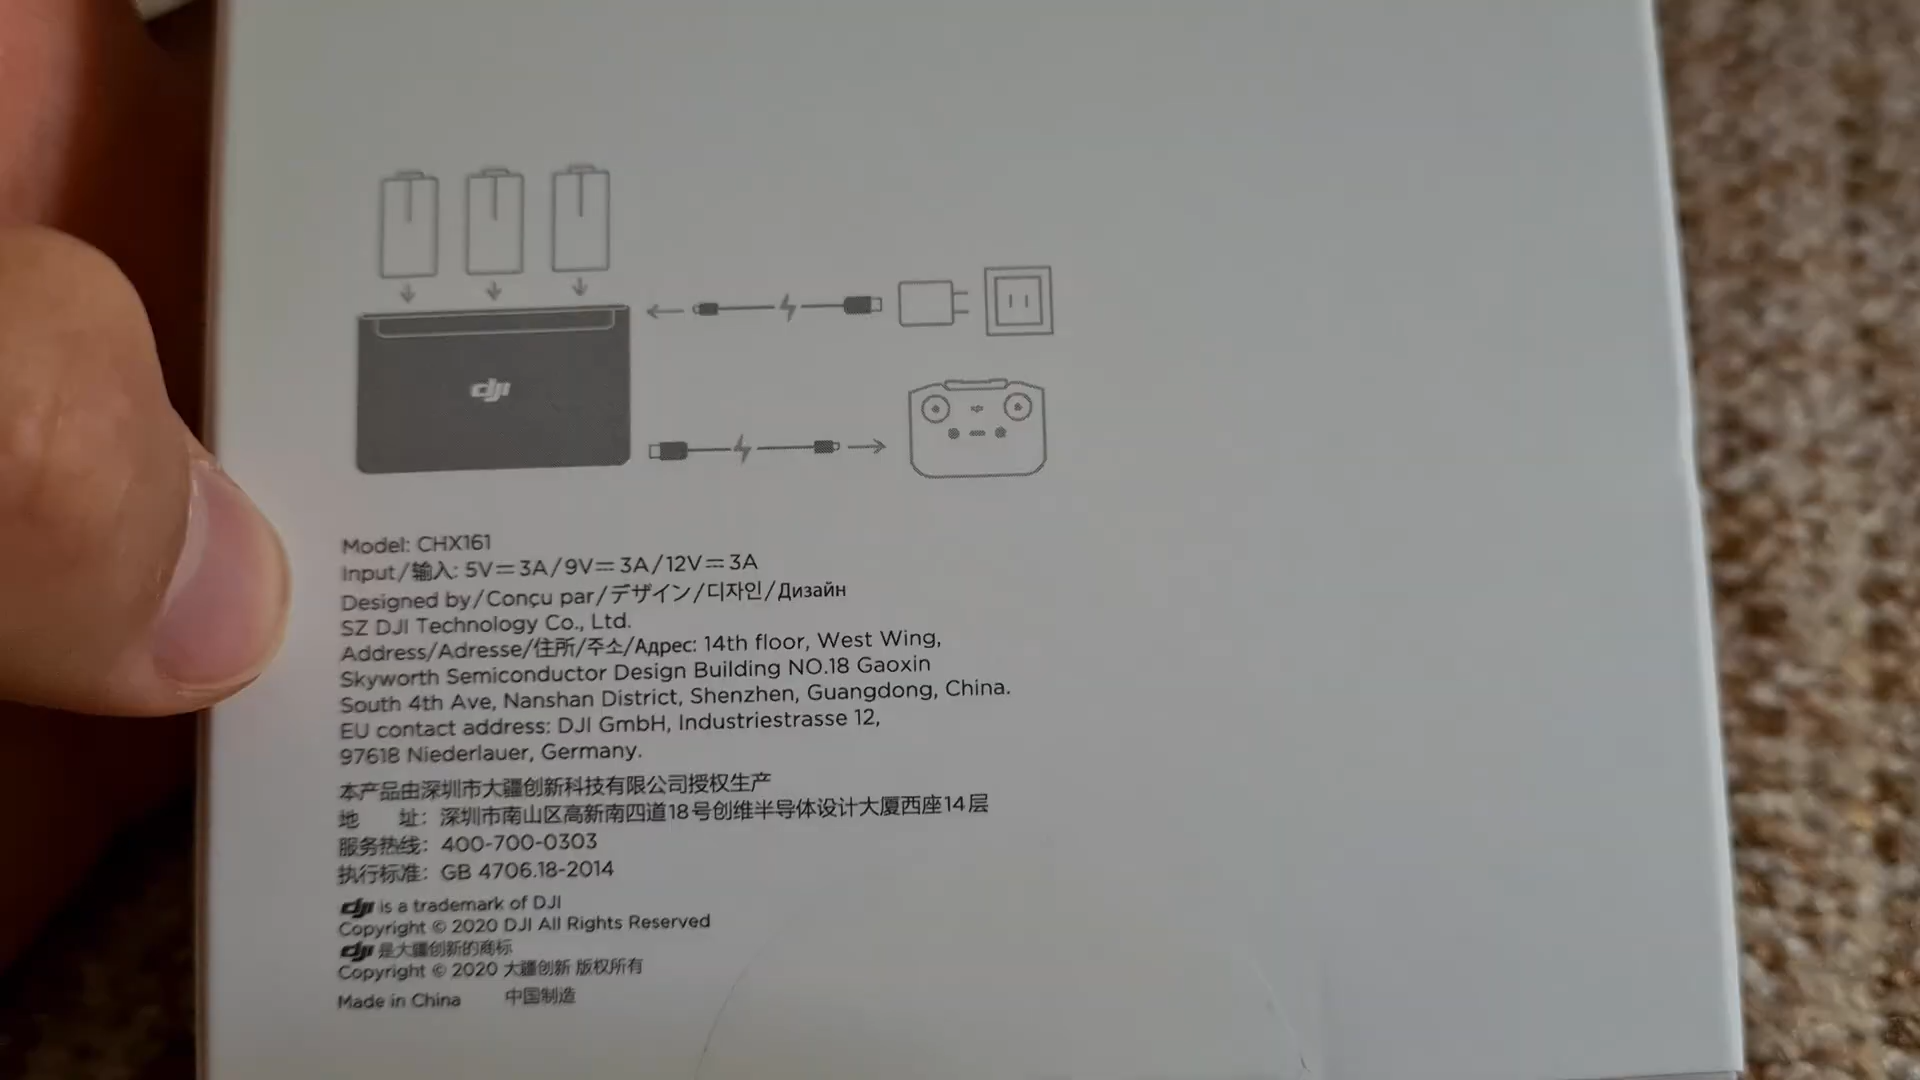 dji
Model: CHX161
Input/输入: 5V⎓3A/9V⎓3A/12V⎓3A
Designed by/Conçu par/デザイン/디자인/Дизайн
SZ DJI Technology Co., Ltd.
Address/Adresse/住所/주소/Адрес: 14th floor, West Wing,
Skyworth Semiconductor Design Building NO.18 Gaoxin
South 4th Ave, Nanshan District, Shenzhen, Guangdong, China.
EU contact address: DJI GmbH, Industriestrasse 12,
97618 Niederlauer, Germany.
本产品由深圳市大疆创新科技有限公司授权生产
地 址：深圳市南山区高新南四道18号创维半导体设计大厦西座14层
服务热线：400-700-0303
执行标准：GB 4706.18-2014
dji is a trademark of DJI
Copyright © 2020 DJI All Rights Reserved
dji 是大疆创新的商标
Copyright © 2020 大疆创新 版权所有
Made in China 中国制造